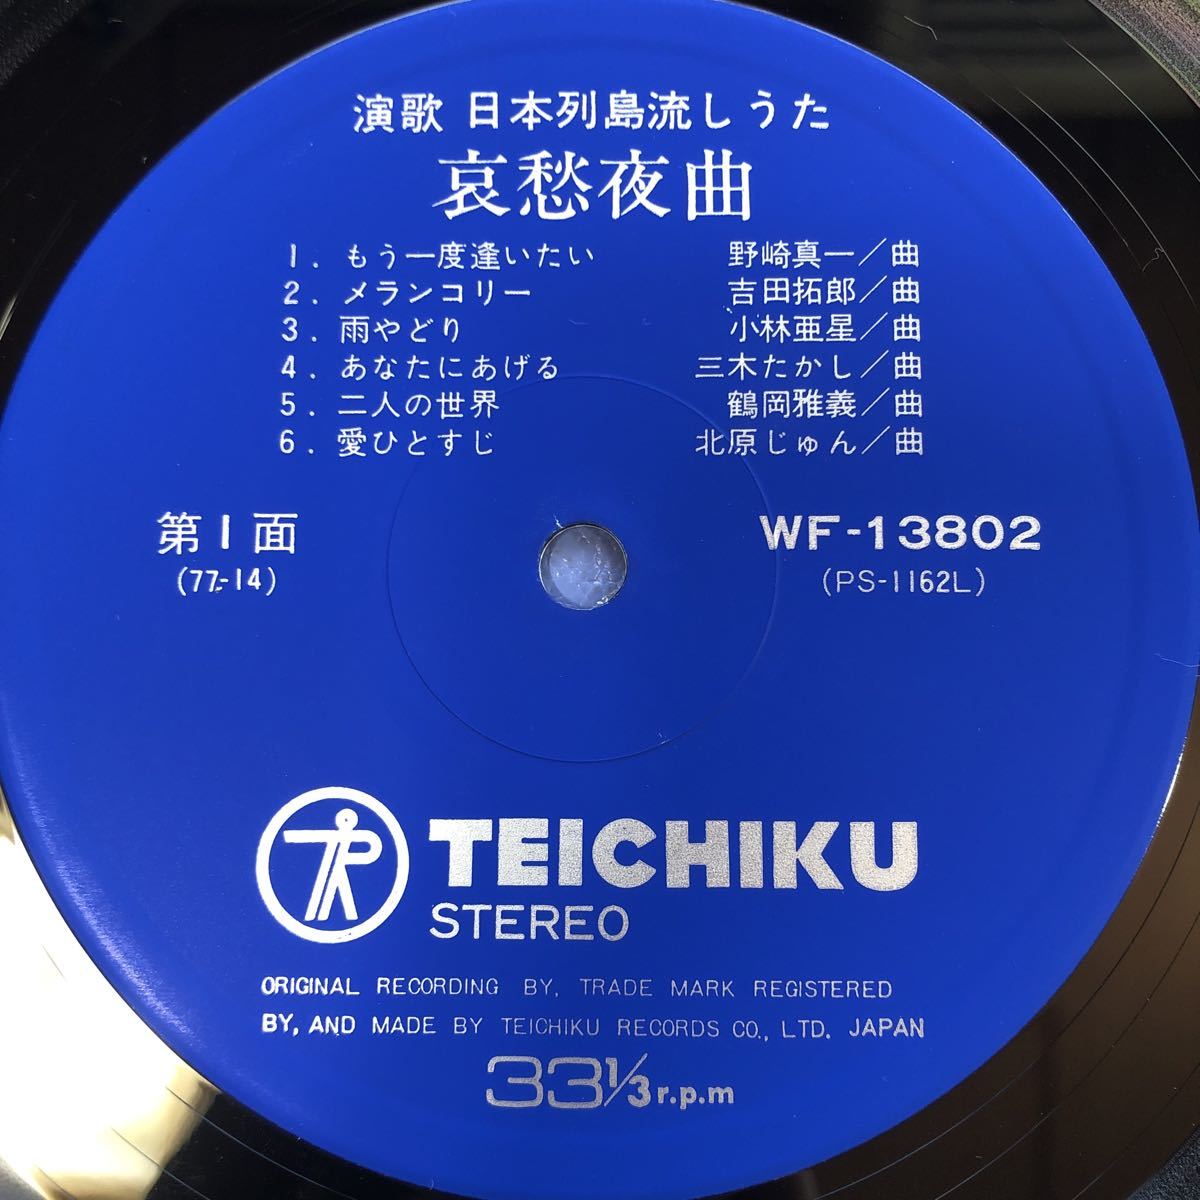 演歌 日本列島流しうた
哀愁夜曲
1. もう一度逢いたい 野崎真一/曲
2. メランコリー 吉田拓郎/曲
3. 雨やどり 小林亜星/曲
4. あなたにあげる 三木たかし/曲
5. 二人の世界 鶴岡雅義/曲
6. 愛ひとすじ 北原じゅん/曲
第1面 WF-13802
(77-14) (PS-1162L)
TEICHIKU
STEREO
ORIGINAL RECORDING BY, TRADE MARK REGISTERED
BY, AND MADE BY TEICHIKU RECORDS CO., LTD. JAPAN
33 1/3 r.p.m